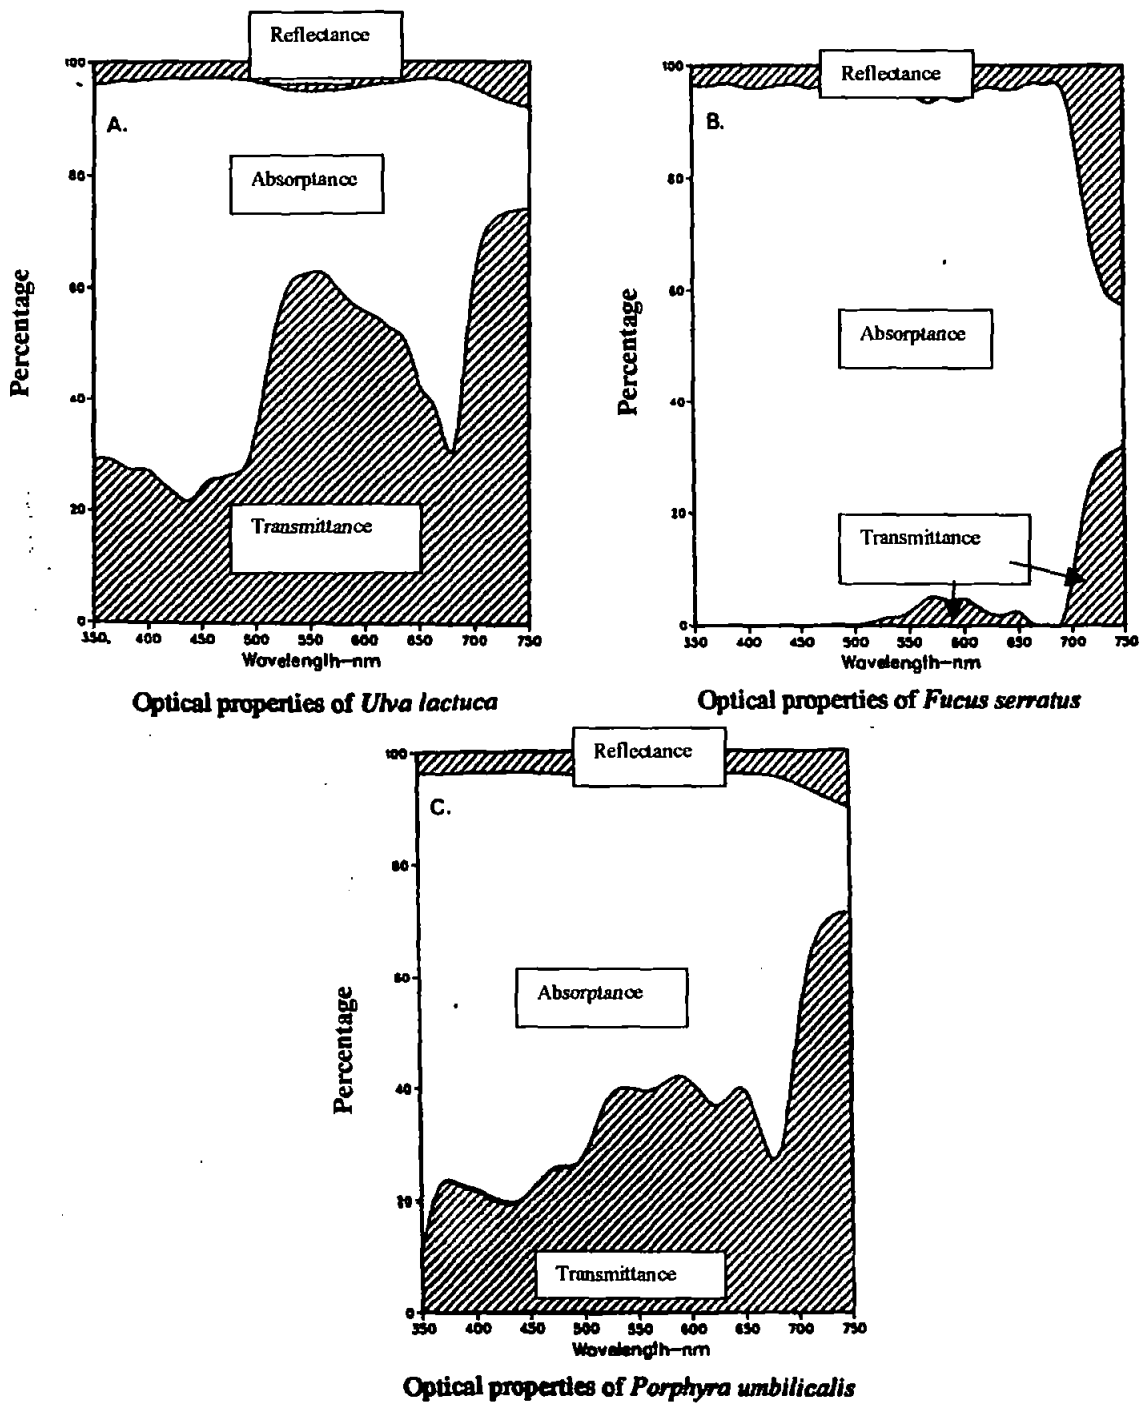 Reflectance
100
A.
80
Absorptance
Percentage
60
40
20
Transmittance
0
350. 400 450 500 550 600 650 700 750
Wavelength—nm
Optical properties of Ulva lactuca
Reflectance
100
B.
80
60
Absorptance
Percentage
40
20
Transmittance
0
350 400 450 500 550 600 650 700 750
Wavelength—nm
Optical properties of Fucus serratus
Reflectance
100
C.
80
60
Absorptance
Percentage
40
20
Transmittance
0
350 400 450 500 550 600 650 700 750
Wavelength—nm
Optical properties of Porphyra umbilicalis